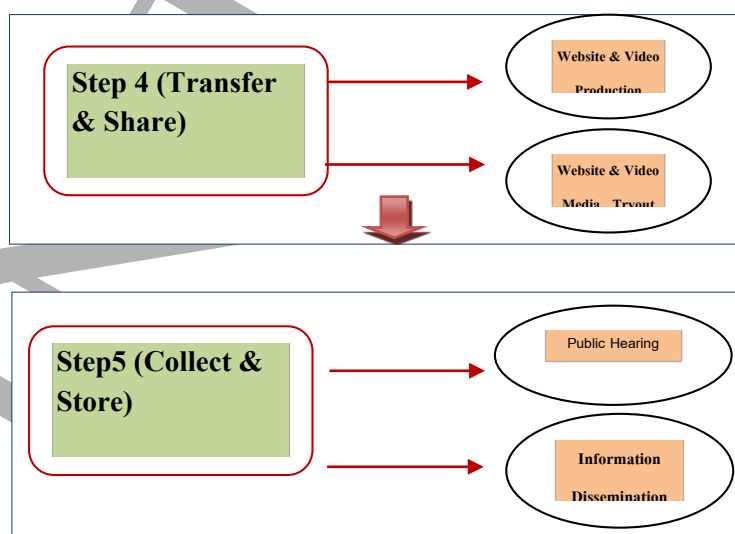 Step 4 (Transfer
& Share)
Website & Video
Production
Website & Video
Media Tryout
Step5 (Collect &
Store)
Public Hearing
Information
Dissemination